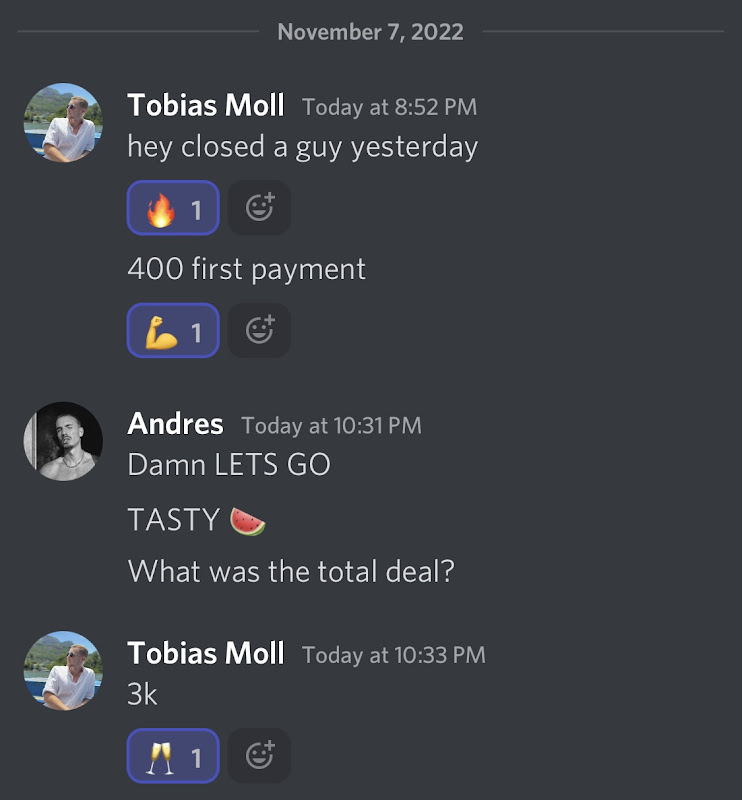 November 7, 2022
Tobias Moll Today at 8:52 PM
hey closed a guy yesterday
🔥 1
400 first payment
💪 1
Andres Today at 10:31 PM
Damn LETS GO
TASTY 🍉
What was the total deal?
Tobias Moll Today at 10:33 PM
3k
🥂 1